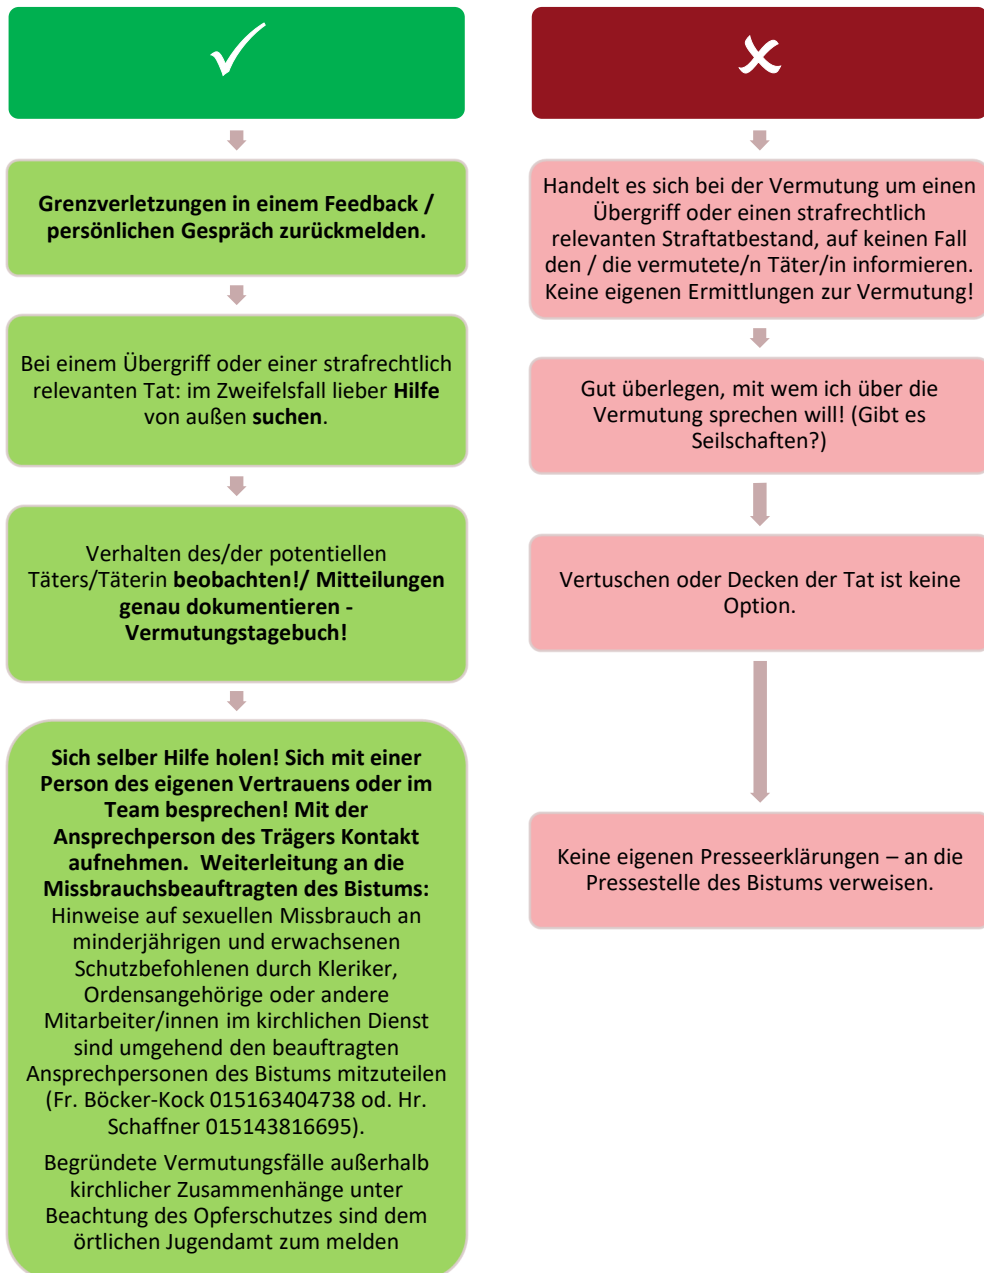 ✓
Grenzverletzungen in einem Feedback /
persönlichen Gespräch zurückmelden.
Bei einem Übergriff oder einer strafrechtlich
relevanten Tat: im Zweifelsfall lieber Hilfe
von außen suchen.
Verhalten des/der potentiellen
Täters/Täterin beobachten!/ Mitteilungen
genau dokumentieren -
Vermutungstagebuch!
Sich selber Hilfe holen! Sich mit einer
Person des eigenen Vertrauens oder im
Team besprechen! Mit der
Ansprechperson des Trägers Kontakt
aufnehmen.  Weiterleitung an die
Missbrauchsbeauftragten des Bistums:
Hinweise auf sexuellen Missbrauch an
minderjährigen und erwachsenen
Schutzbefohlenen durch Kleriker,
Ordensangehörige oder andere
Mitarbeiter/innen im kirchlichen Dienst
sind umgehend den beauftragten
Ansprechpersonen des Bistums mitzuteilen
(Fr. Böcker-Kock 015163404738 od. Hr.
Schaffner 015143816695).
Begründete Vermutungsfälle außerhalb
kirchlicher Zusammenhänge unter
Beachtung des Opferschutzes sind dem
örtlichen Jugendamt zum melden
✗
Handelt es sich bei der Vermutung um einen
Übergriff oder einen strafrechtlich
relevanten Straftatbestand, auf keinen Fall
den / die vermutete/n Täter/in informieren.
Keine eigenen Ermittlungen zur Vermutung!
Gut überlegen, mit wem ich über die
Vermutung sprechen will! (Gibt es
Seilschaften?)
Vertuschen oder Decken der Tat ist keine
Option.
Keine eigenen Presseerklärungen – an die
Pressestelle des Bistums verweisen.